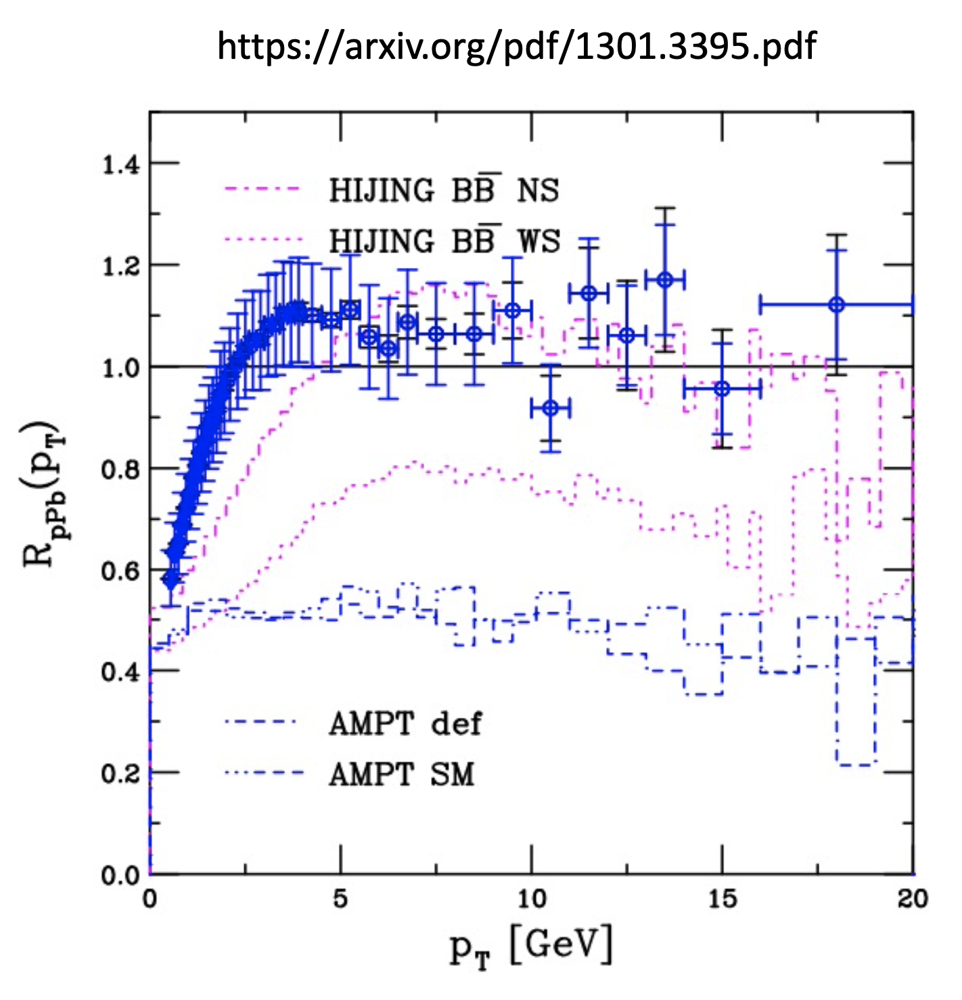 https://arxiv.org/pdf/1301.3395.pdf
1.4
HIJING BB̅ NS
HIJING BB̅ WS
1.2
1.0
0.8
R_pPb(p_T)
0.6
0.4
AMPT def
AMPT SM
0.2
0.0
0 5 10 15 20
p_T [GeV]